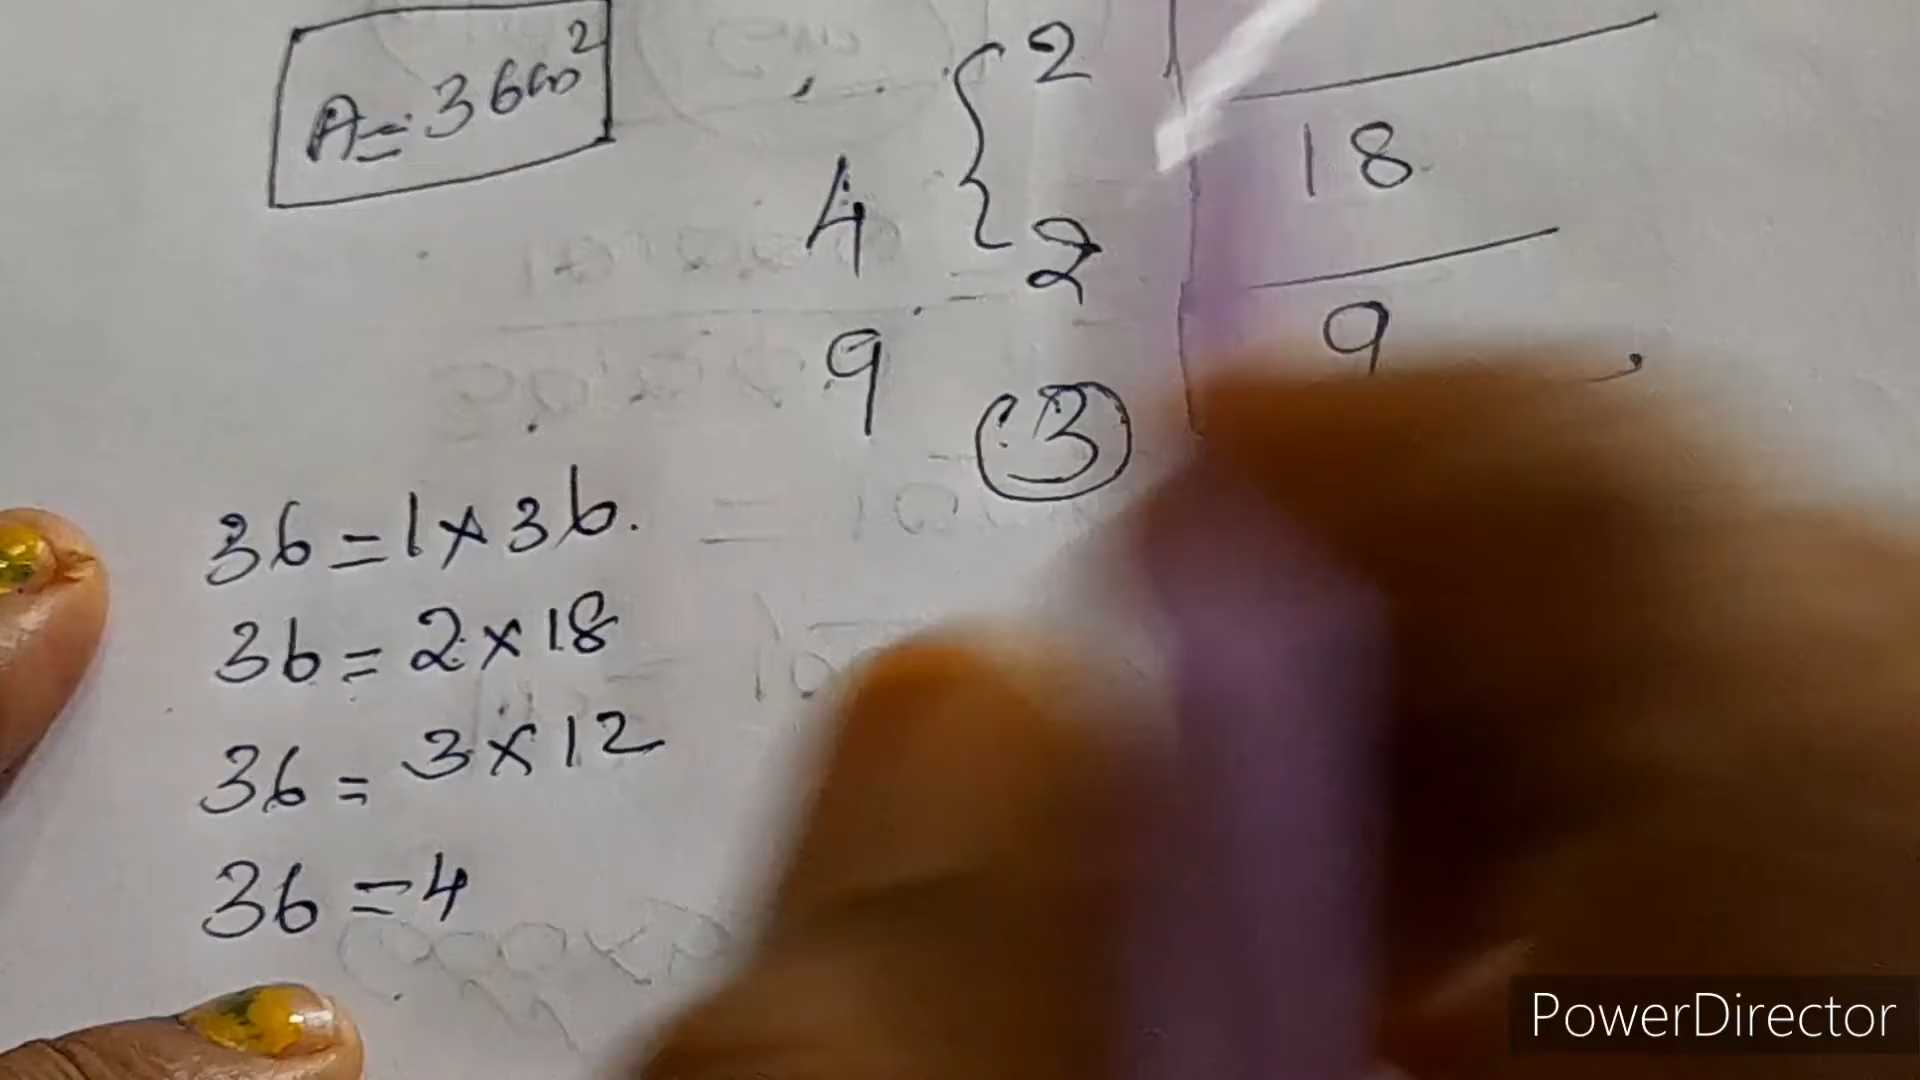 A = 36cm²
2
18
4
2
9
9
3
36 = 1 × 36.
36 = 2 × 18
36 = 3 × 12
36 = 4
PowerDirector